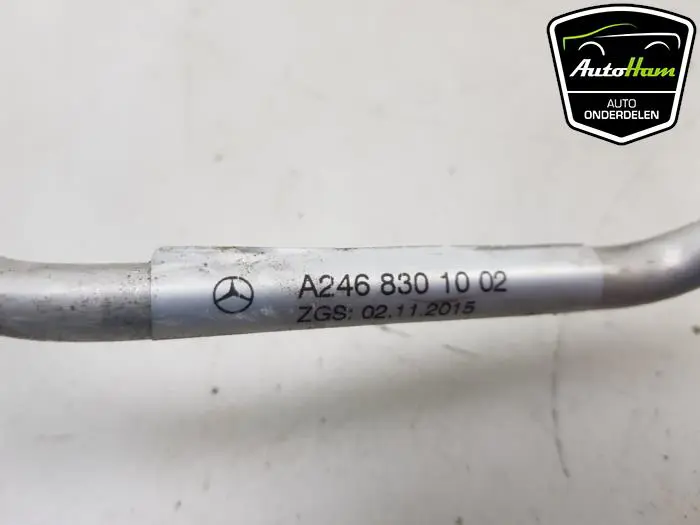 AutoHam
AUTO
ONDERDELEN
A246 830 10 02
ZGS: 02.11.2015